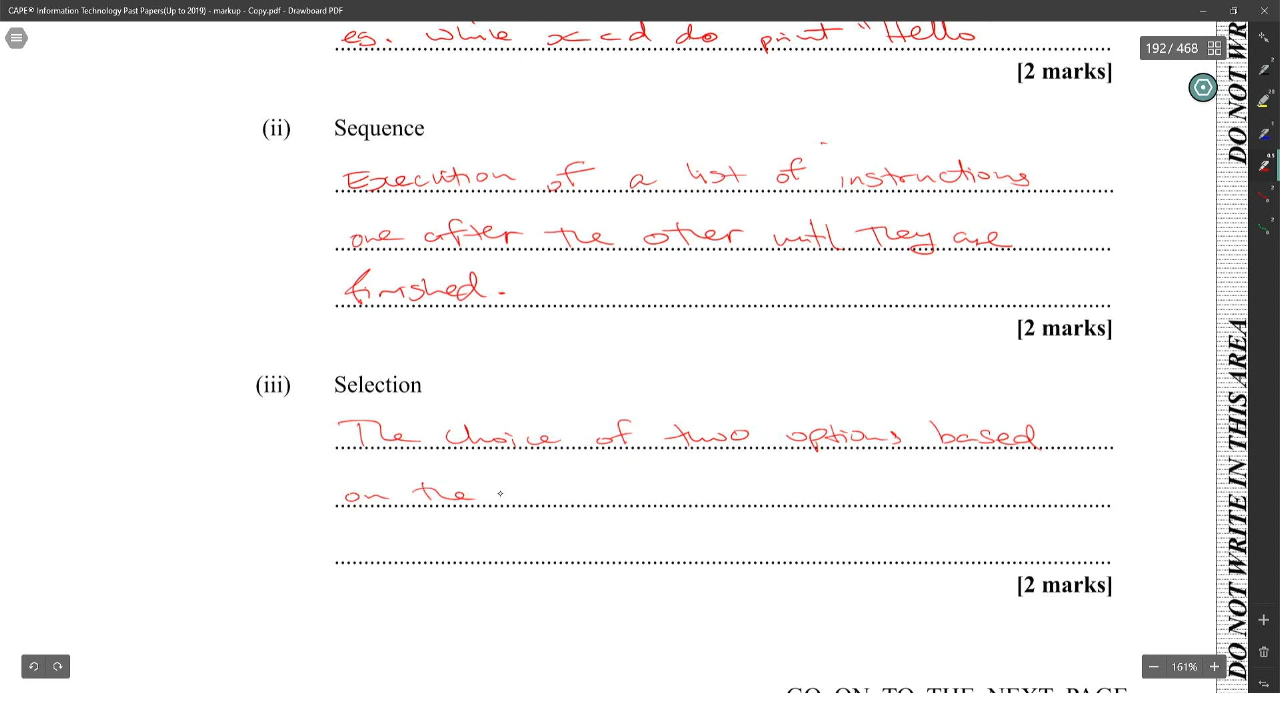 CAPE® Information Technology Past Papers(Up to 2019) - markup - Copy.pdf - Drawboard PDF
eg. while x<=d do print "Hello
192 / 468
[2 marks]
(ii) Sequence
Execution of a list of instructions
one after the other until they are
finished.
[2 marks]
(iii) Selection
The choice of two options based
on the
[2 marks]
161%
GO ON TO THE NEXT PAGE
DO NOT WR
DO NOT WRITE IN THIS AREA